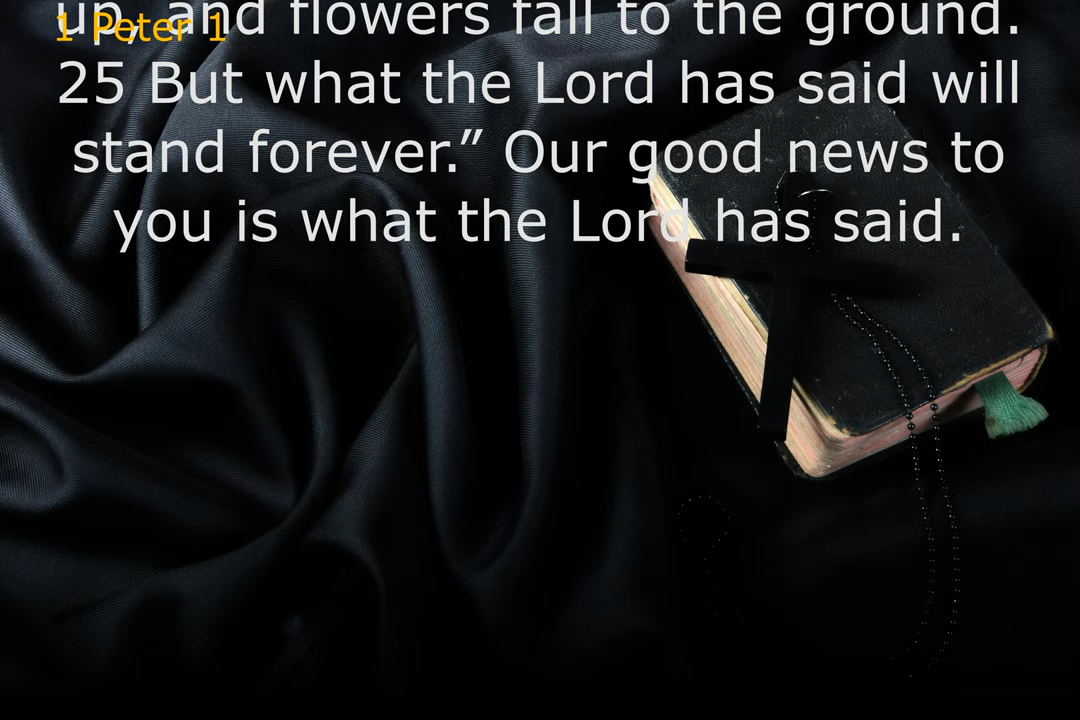 1 Peter 1
up, and flowers fall to the ground.
25 But what the Lord has said will
stand forever.” Our good news to
you is what the Lord has said.